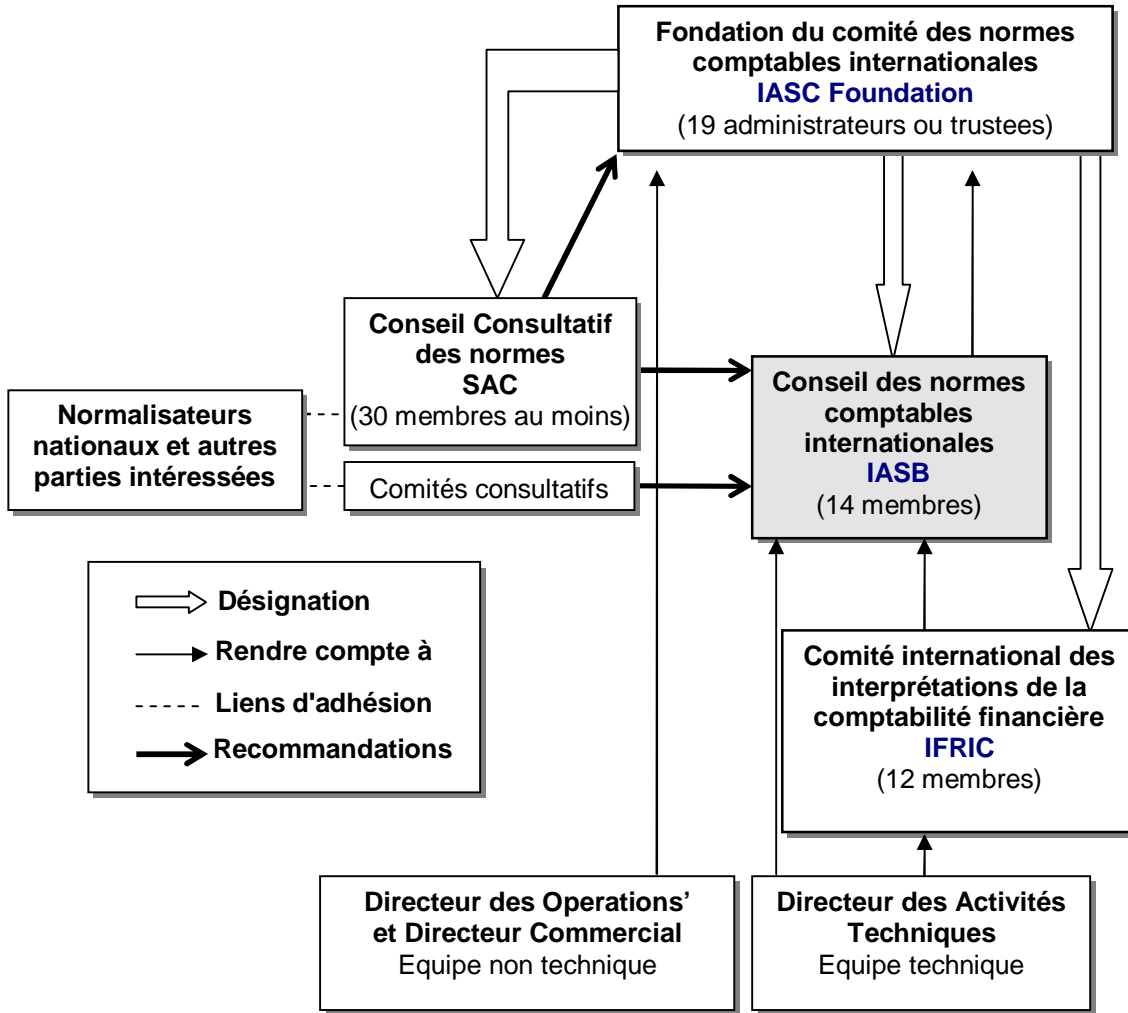 Fondation du comité des normes
comptables internationales
IASC Foundation
(19 administrateurs ou trustees)
Conseil Consultatif
des normes
SAC
(30 membres au moins)
Normalisateurs
nationaux et autres
parties intéressées
Comités consultatifs
Conseil des normes
comptables
internationales
IASB
(14 membres)
Désignation
Rendre compte à
Liens d'adhésion
Recommandations
Comité international des
interprétations de la
comptabilité financière
IFRIC
(12 membres)
Directeur des Operations’
et Directeur Commercial
Equipe non technique
Directeur des Activités
Techniques
Equipe technique